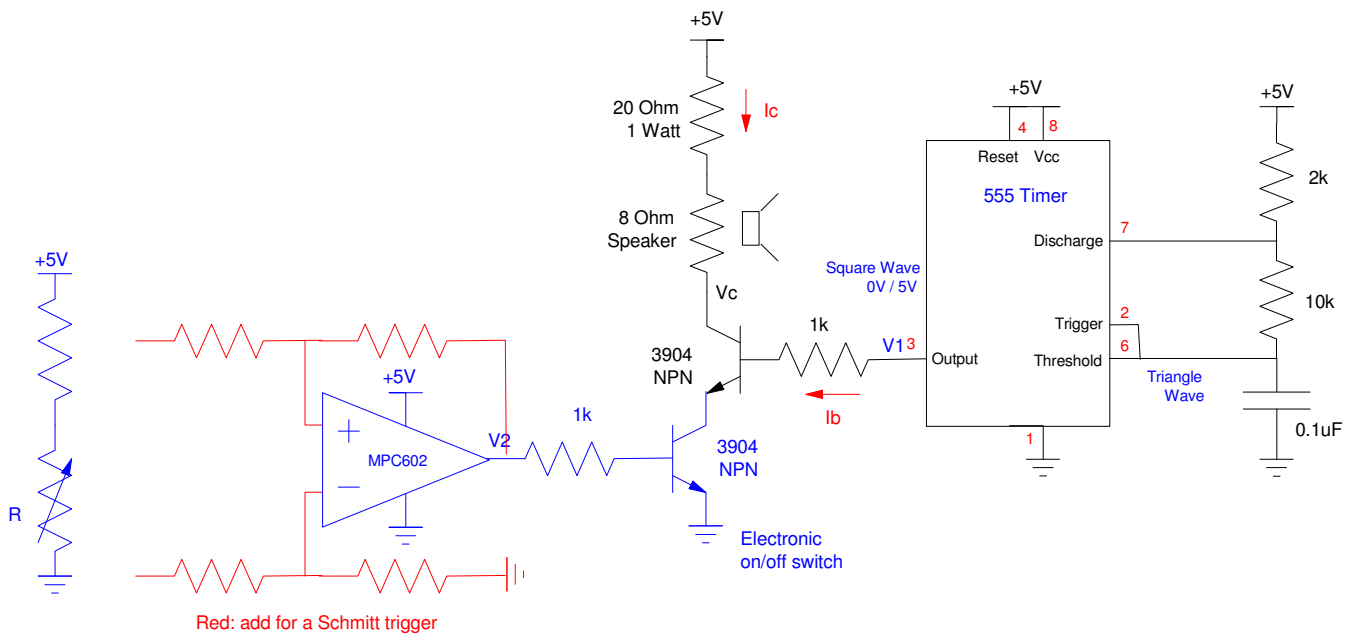 +5V
20 Ohm
1 Watt
Ic
8 Ohm
Speaker
Vc
+5V
4
8
Reset
Vcc
555 Timer
Discharge
7
Trigger
2
Threshold
6
Output
1
+5V
2k
10k
0.1uF
Triangle
Wave
Square Wave
0V / 5V
V1
3
1k
Ib
3904
NPN
+5V
R
+5V
+
MPC602
−
V2
1k
3904
NPN
Electronic
on/off switch
Red: add for a Schmitt trigger